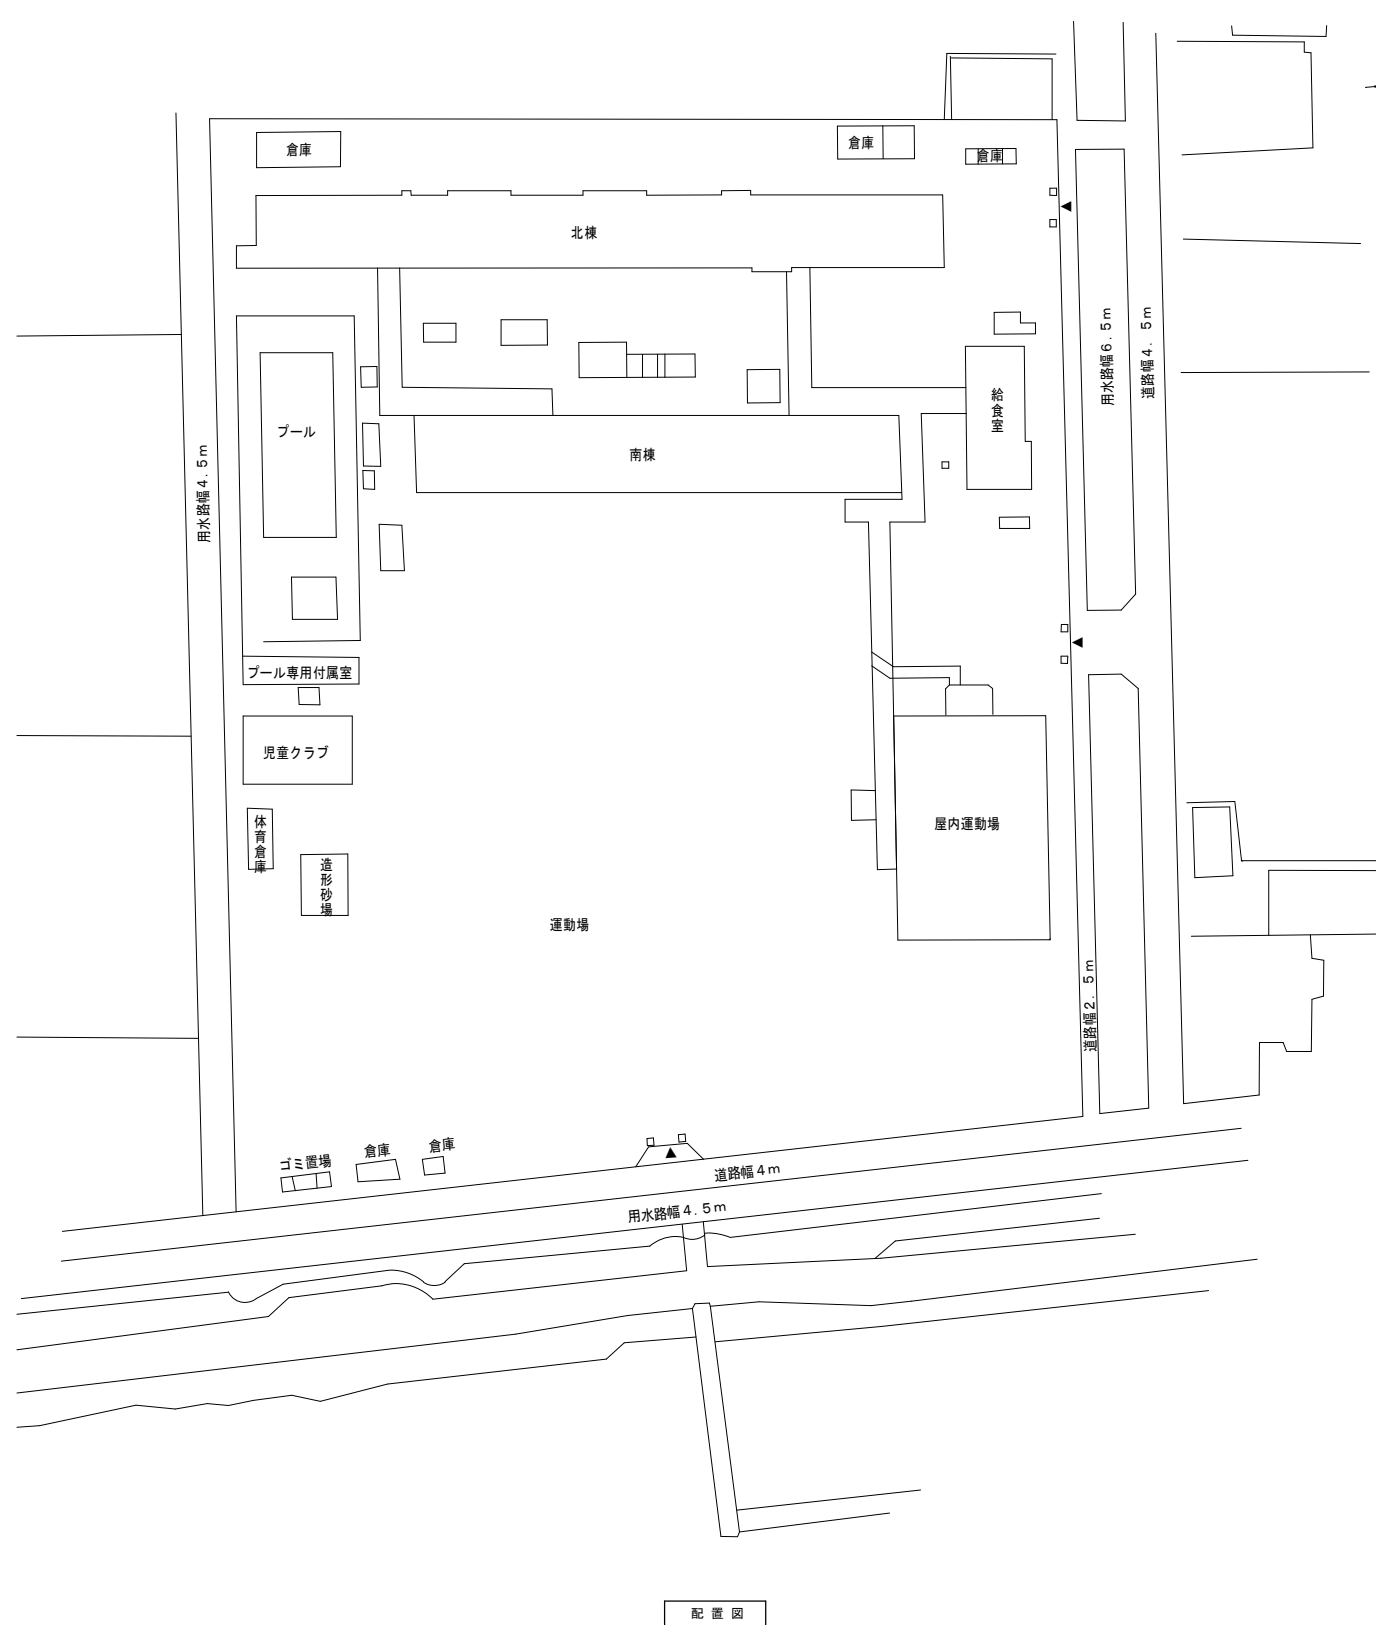 倉庫
倉庫
倉庫
北棟
用水路幅６．５ｍ
道路幅４．５ｍ
給食室
プール
南棟
用水路幅４．５ｍ
プール専用付属室
児童クラブ
体育倉庫
造形砂場
屋内運動場
運動場
道路幅２．５ｍ
ゴミ置場
倉庫
倉庫
道路幅４ｍ
用水路幅４．５ｍ
配置図